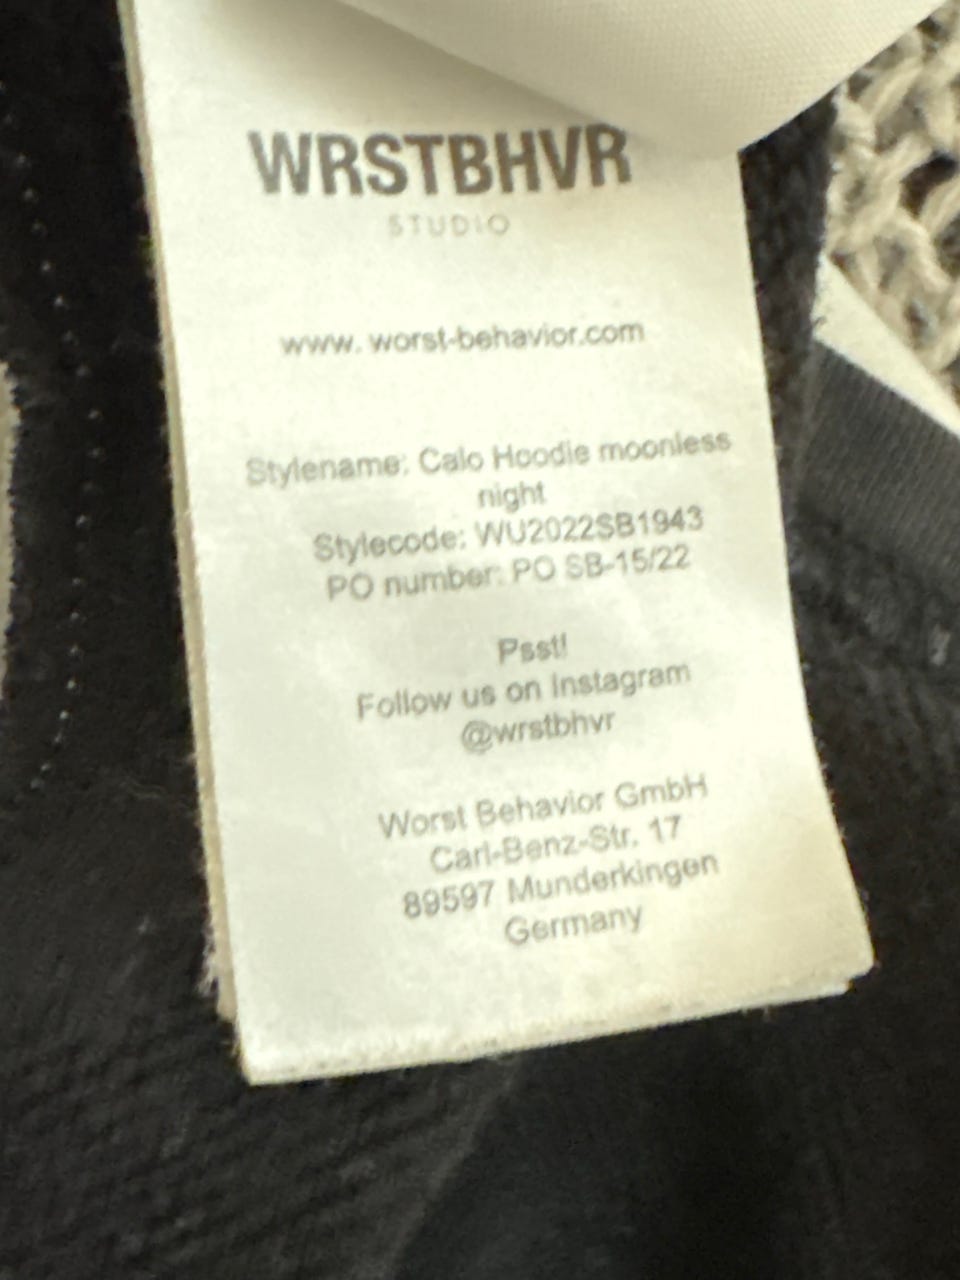 WRSTBHVR
STUDIO
www. worst-behavior.com
Stylename: Calo Hoodie moonless
night
Stylecode: WU2022SB1943
PO number: PO SB-15/22
Psst!
Follow us on Instagram
@wrstbhvr
Worst Behavior GmbH
Carl-Benz-Str. 17
89597 Munderkingen
Germany